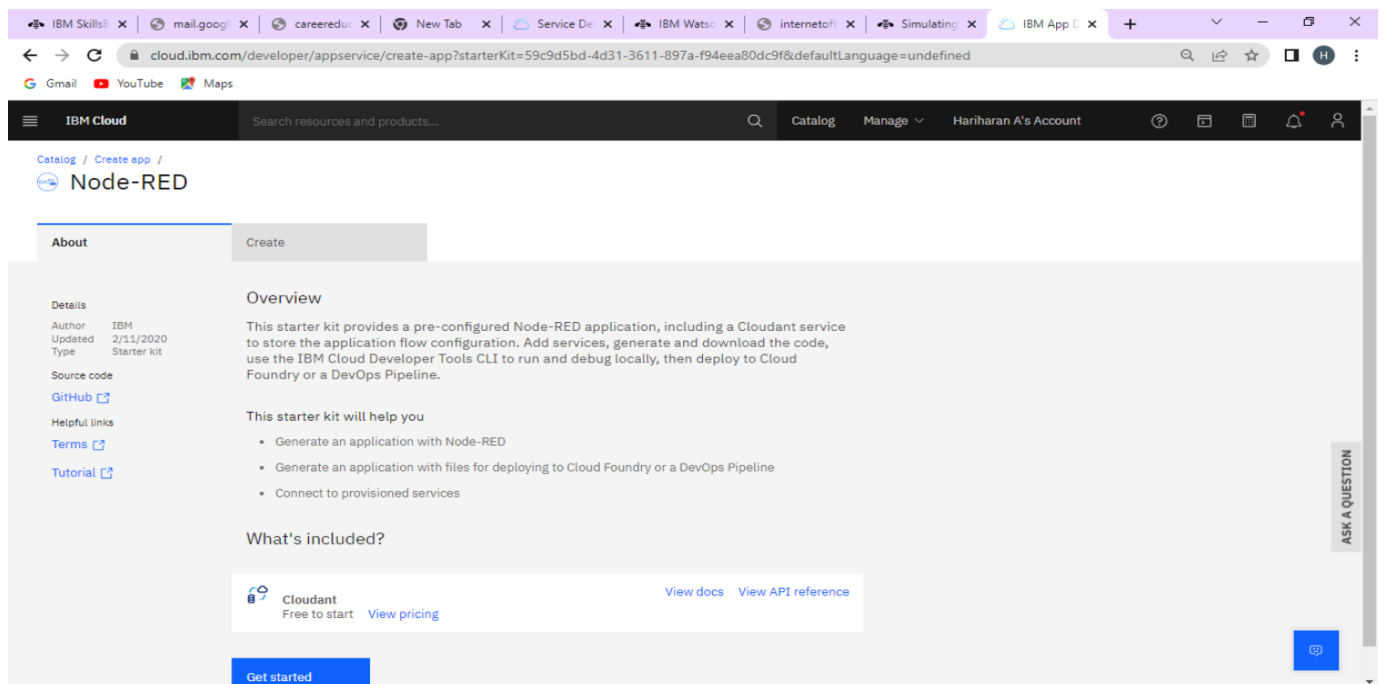 IBM SkillsB
mail.googl
careereduc
New Tab
Service De
IBM Watso
internetoft
Simulating
IBM App D
cloud.ibm.com/developer/appservice/create-app?starterKit=59c9d5bd-4d31-3611-897a-f94eea80dc9f&defaultLanguage=undefined
H
Gmail
YouTube
Maps
IBM Cloud
Search resources and products...
Catalog
Manage
Hariharan A's Account
Catalog / Create app /
Node-RED
About
Create
Details
Author IBM
Updated 2/11/2020
Type Starter kit
Source code
GitHub
Helpful links
Terms
Tutorial
Overview
This starter kit provides a pre-configured Node-RED application, including a Cloudant service
to store the application flow configuration. Add services, generate and download the code,
use the IBM Cloud Developer Tools CLI to run and debug locally, then deploy to Cloud
Foundry or a DevOps Pipeline.
This starter kit will help you
• Generate an application with Node-RED
• Generate an application with files for deploying to Cloud Foundry or a DevOps Pipeline
• Connect to provisioned services
What's included?
Cloudant
Free to start View pricing
View docs View API reference
Get started
ASK A QUESTION